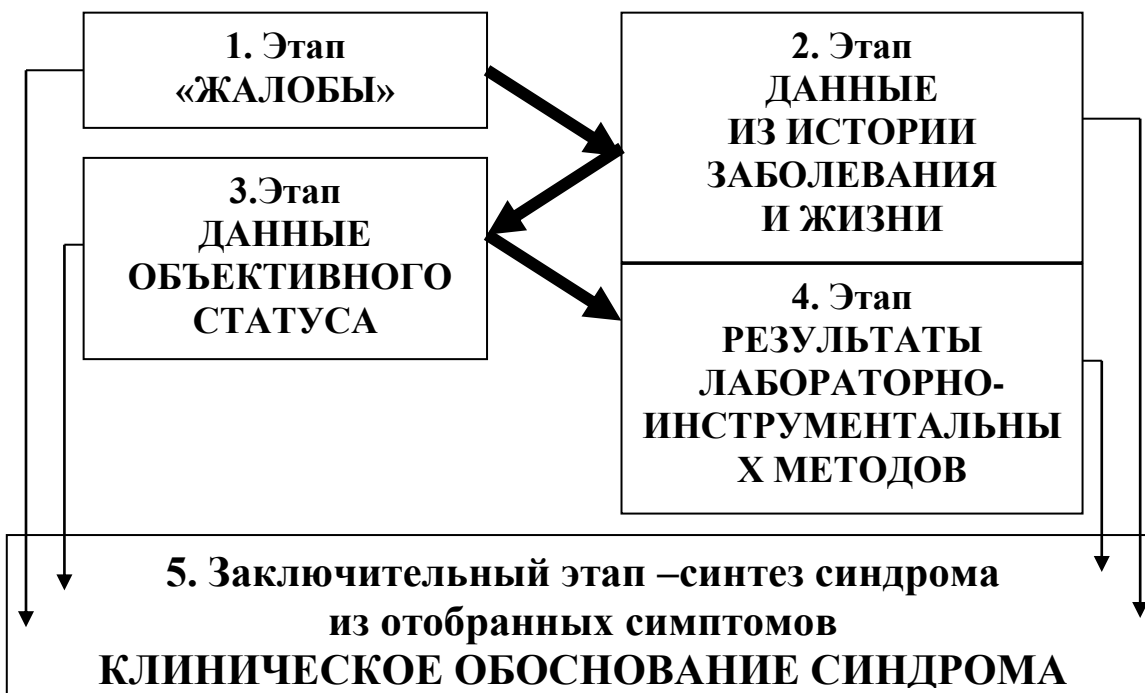 1. Этап
«ЖАЛОБЫ»
2. Этап
ДАННЫЕ
ИЗ ИСТОРИИ
ЗАБОЛЕВАНИЯ
И ЖИЗНИ
3.Этап
ДАННЫЕ
ОБЪЕКТИВНОГО
СТАТУСА
4. Этап
РЕЗУЛЬТАТЫ
ЛАБОРАТОРНО-
ИНСТРУМЕНТАЛЬНЫ
Х МЕТОДОВ
5. Заключительный этап –синтез синдрома
из отобранных симптомов
КЛИНИЧЕСКОЕ ОБОСНОВАНИЕ СИНДРОМА